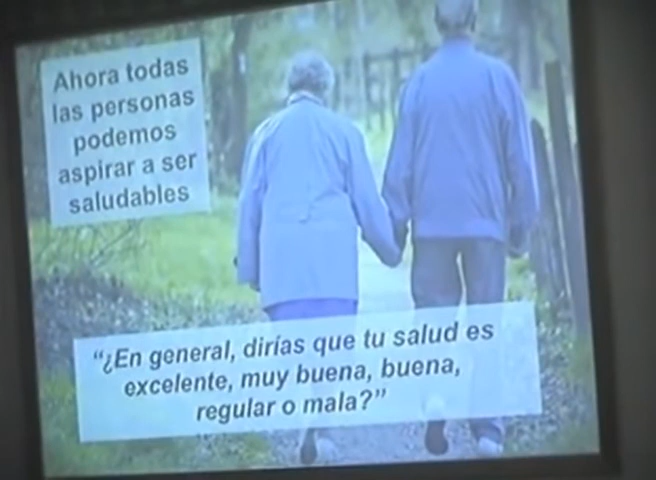 Ahora todas
las personas
podemos
aspirar a ser
saludables
“¿En general, dirías que tu salud es
excelente, muy buena, buena,
regular o mala?”